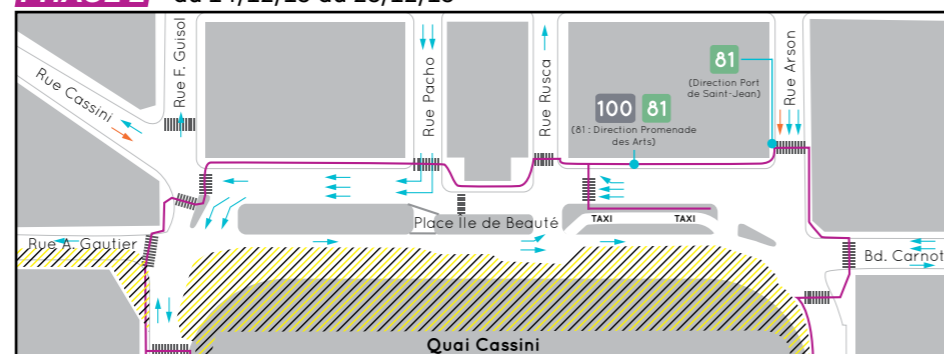 Rue Cassini
Rue F. Guisol
Rue Pacho
Rue Rusca
Rue Arson
81
(Direction Port
de Saint-Jean)
100 81
(81 : Direction Promenade
des Arts)
Place Ile de Beauté
TAXI TAXI
Rue A. Gautier
Bd. Carnot
Quai Cassini